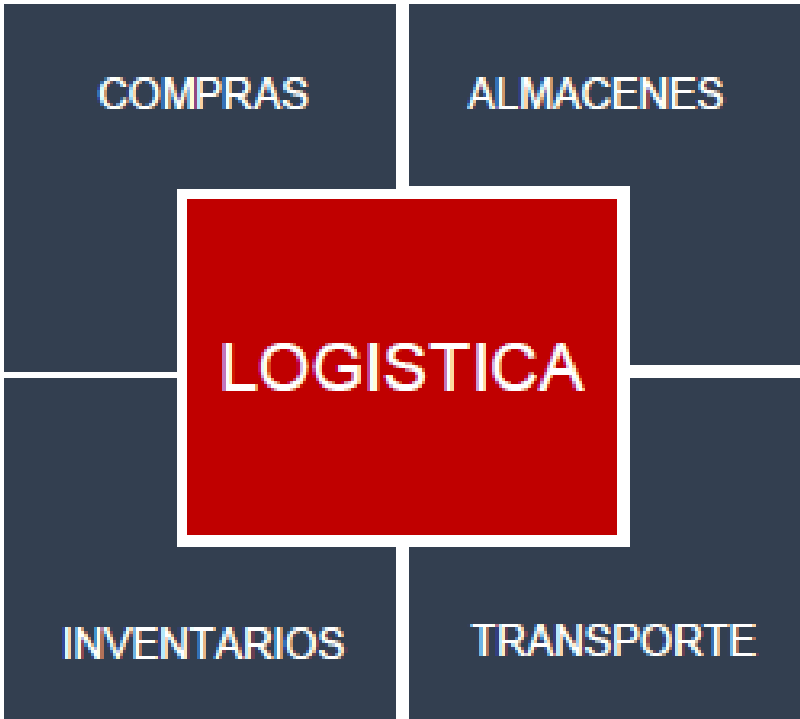 COMPRAS
ALMACENES
LOGISTICA
INVENTARIOS
TRANSPORTE